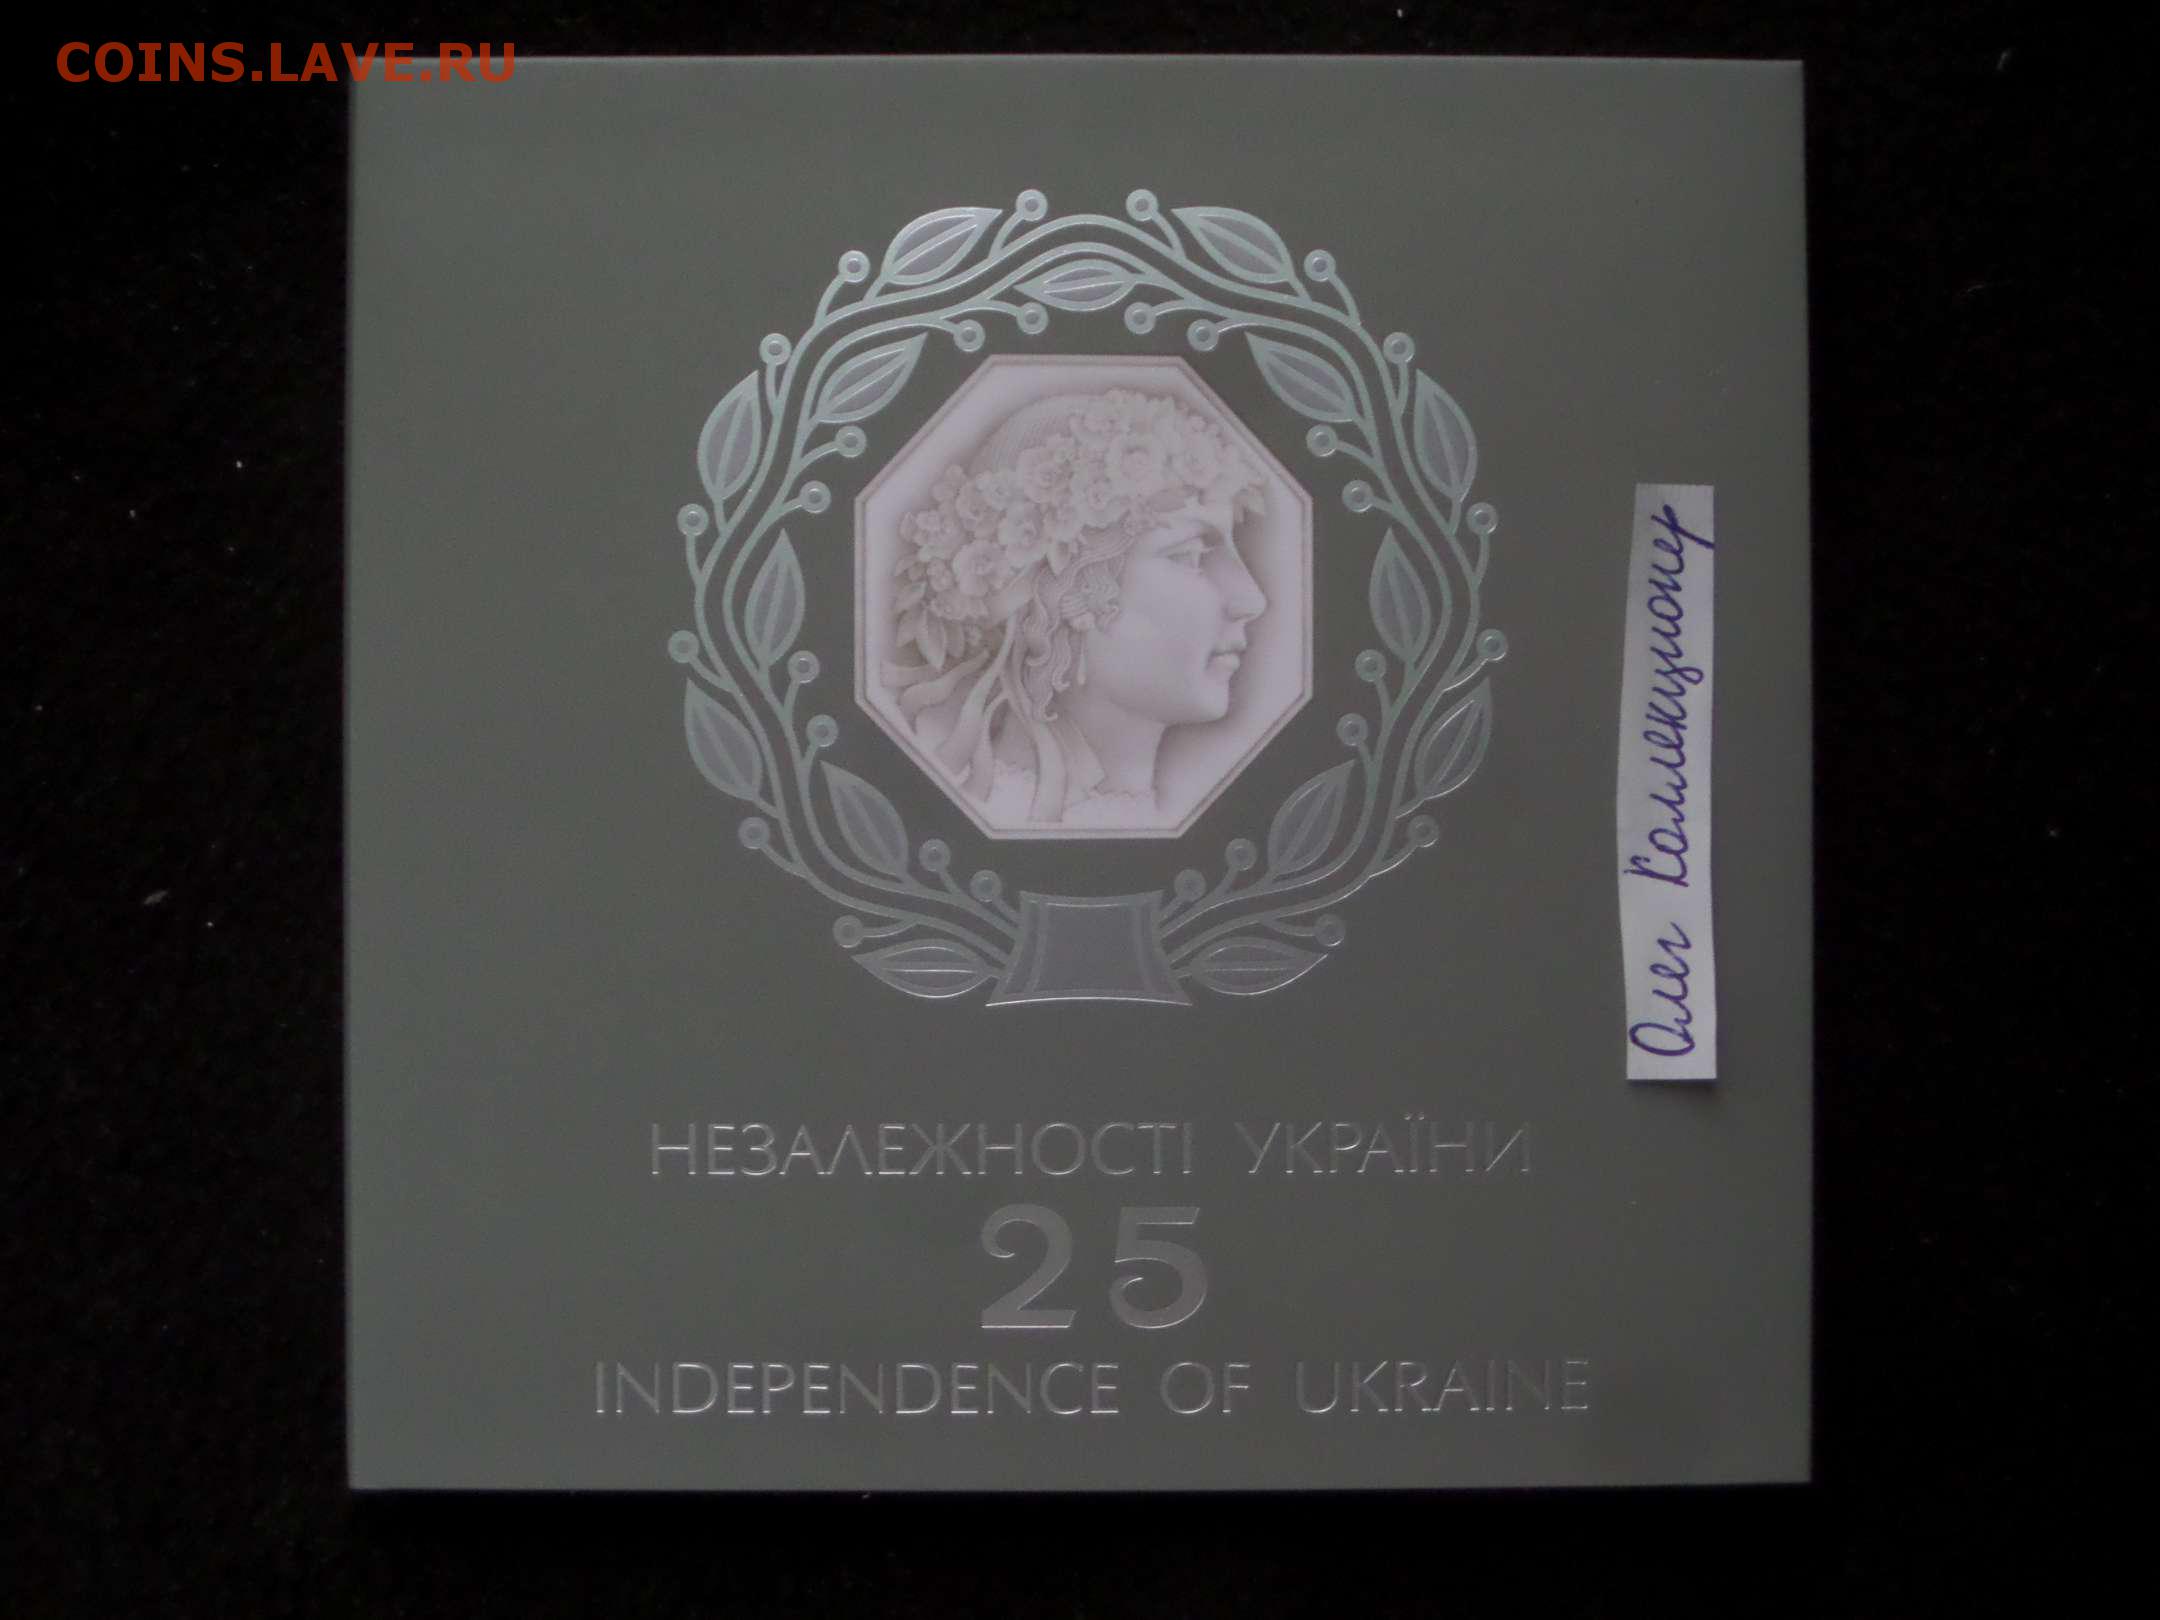 COINS.LAVE.RU
Олег Коллекционер
НЕЗАЛЕЖНОСТІ УКРАЇНИ
25
INDEPENDENCE OF UKRAINE